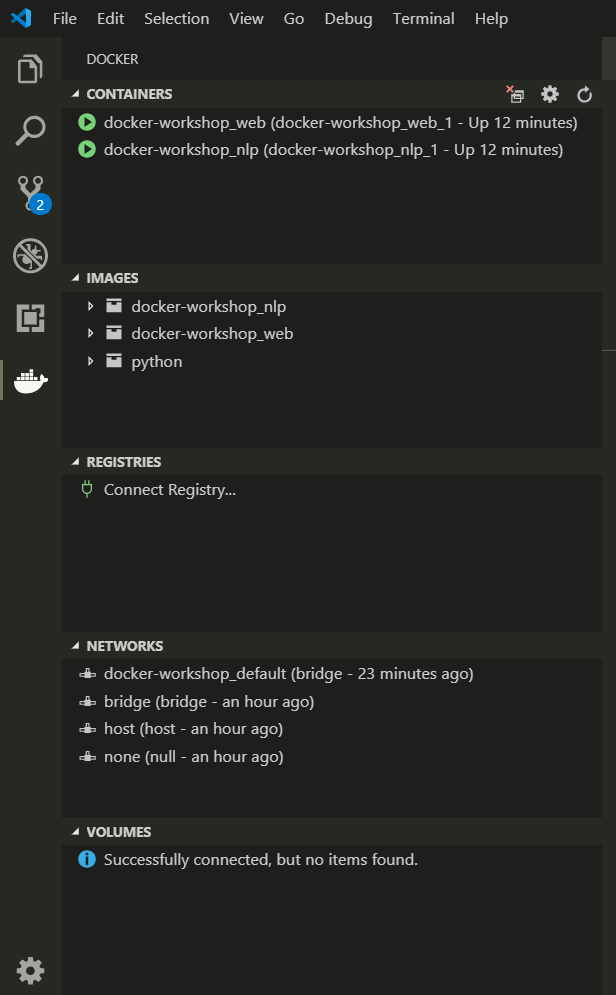 File Edit Selection View Go Debug Terminal Help
DOCKER
CONTAINERS
docker-workshop_web (docker-workshop_web_1 - Up 12 minutes)
docker-workshop_nlp (docker-workshop_nlp_1 - Up 12 minutes)
2
IMAGES
docker-workshop_nlp
docker-workshop_web
python
REGISTRIES
Connect Registry...
NETWORKS
docker-workshop_default (bridge - 23 minutes ago)
bridge (bridge - an hour ago)
host (host - an hour ago)
none (null - an hour ago)
VOLUMES
Successfully connected, but no items found.